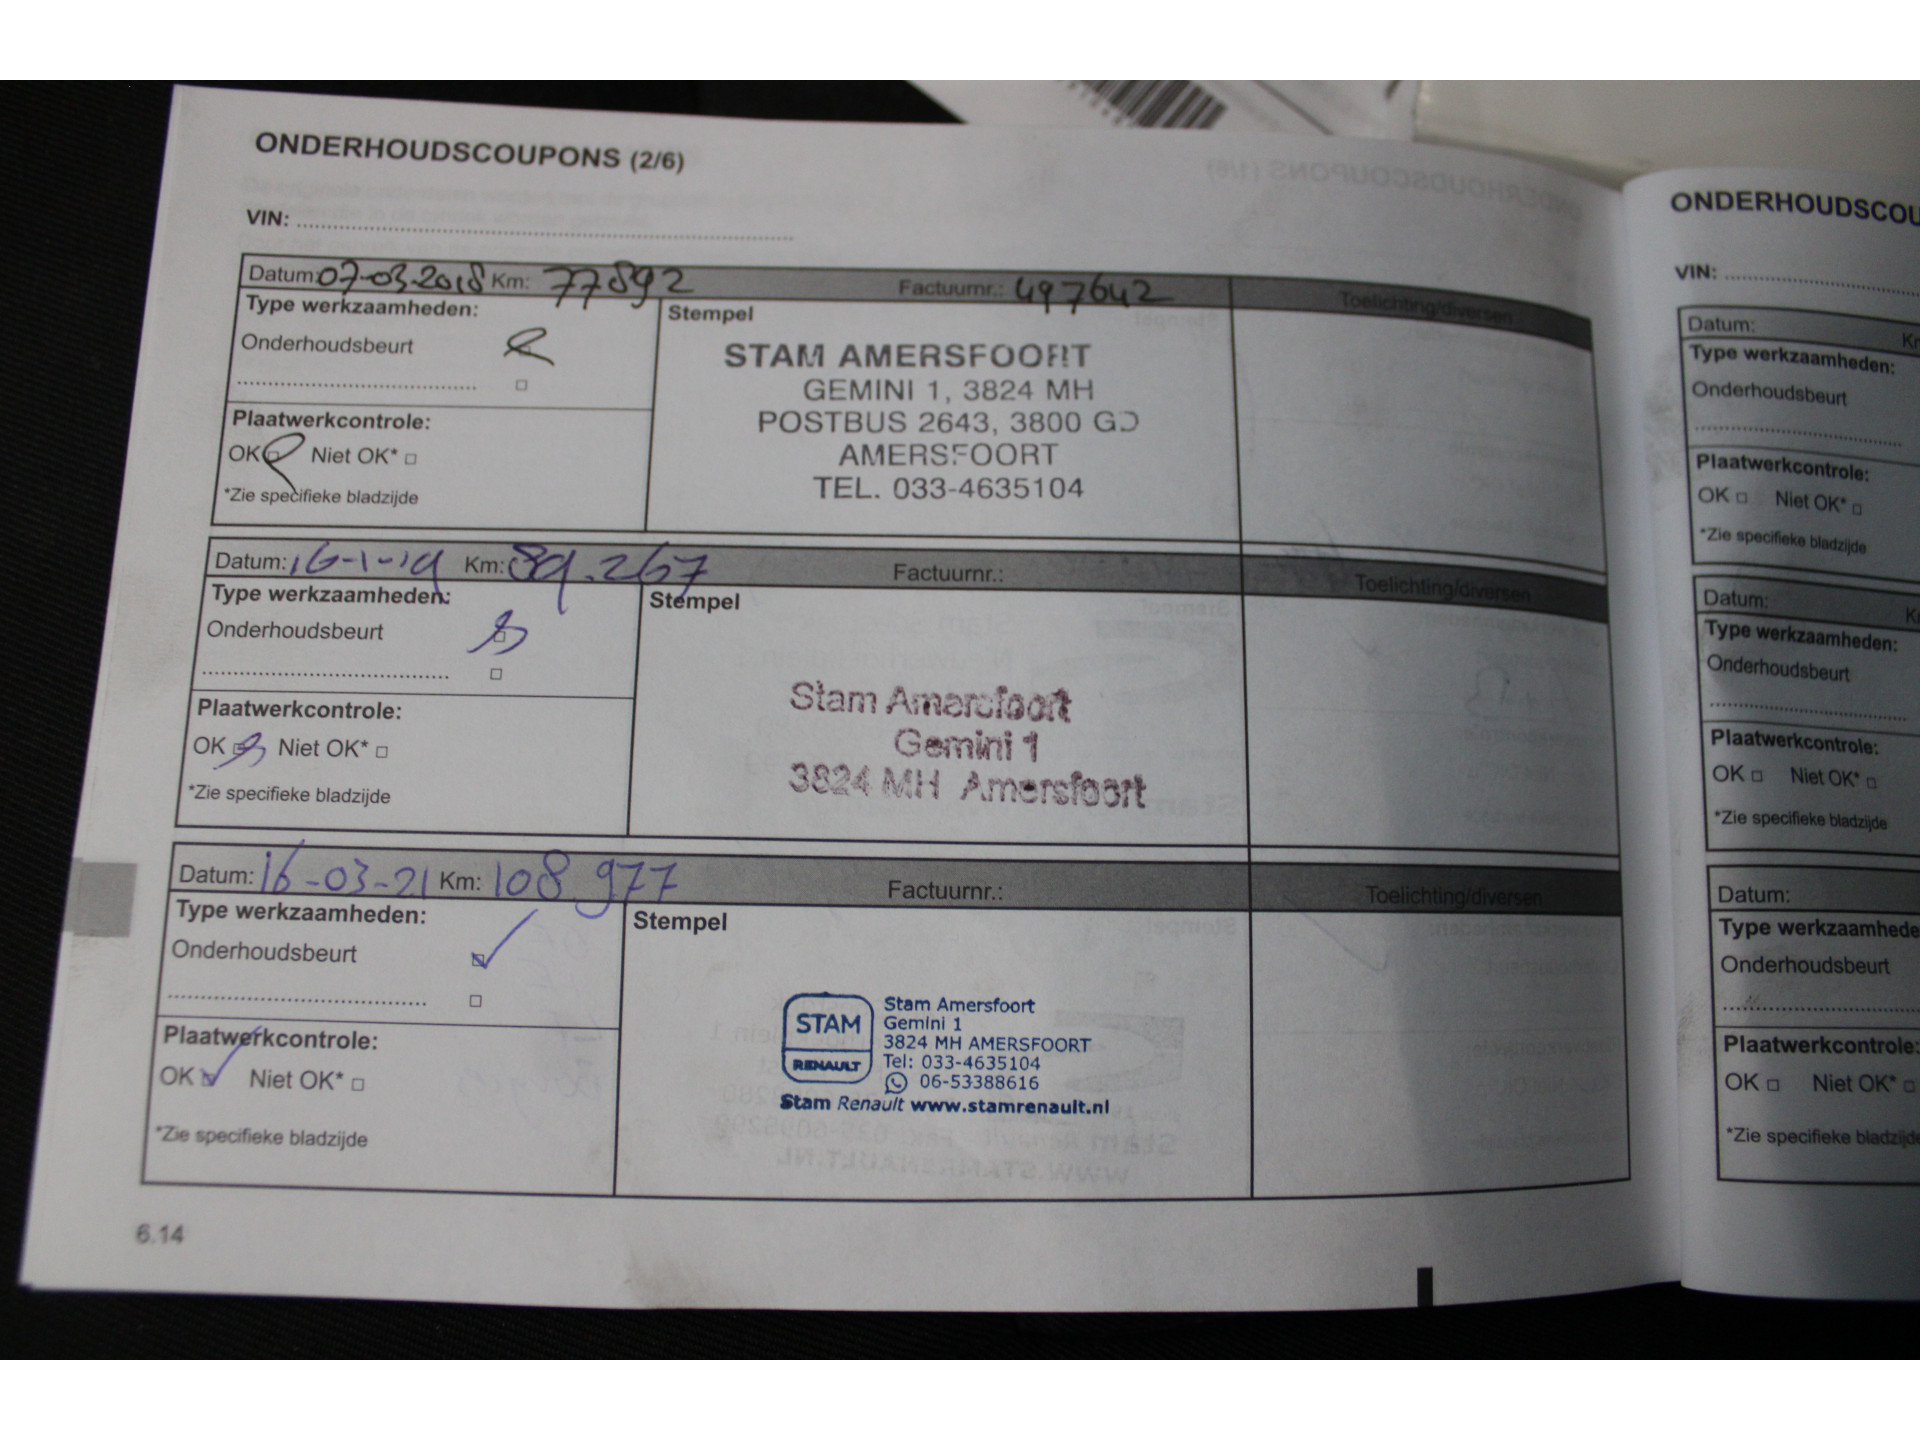 ONDERHOUDSCOUPONS (2/6)
VIN:
Datum: 07-03-2018 Km: 77892 Factuurnr.: 497642 Toelichting/diversen
Type werkzaamheden:
Onderhoudsbeurt
Plaatwerkcontrole:
OK Niet OK*
*Zie specifieke bladzijde
Stempel
STAM AMERSFOORT
GEMINI 1, 3824 MH
POSTBUS 2643, 3800 GD
AMERSFOORT
TEL. 033-4635104
Datum: 16-1-19 Km: 89.267 Factuurnr.: Toelichting/diversen
Type werkzaamheden:
Onderhoudsbeurt
Plaatwerkcontrole:
OK Niet OK*
*Zie specifieke bladzijde
Stempel
Stam Amersfoort
Gemini 1
3824 MH Amersfoort
Datum: 16-03-21 Km: 108.977 Factuurnr.: Toelichting/diversen
Type werkzaamheden:
Onderhoudsbeurt
Plaatwerkcontrole:
OK Niet OK*
*Zie specifieke bladzijde
Stempel
STAM
RENAULT
Stam Amersfoort
Gemini 1
3824 MH AMERSFOORT
Tel: 033-4635104
06-53388616
Stam Renault www.stamrenault.nl
6.14
ONDERHOUDSCOU
VIN:
Datum: Kr
Type werkzaamheden:
Onderhoudsbeurt
Plaatwerkcontrole:
OK Niet OK*
*Zie specifieke bladzijde
Datum: K
Type werkzaamheden:
Onderhoudsbeurt
Plaatwerkcontrole:
OK Niet OK*
*Zie specifieke bladzijde
Datum:
Type werkzaamhede
Onderhoudsbeurt
Plaatwerkcontrole:
OK Niet OK*
*Zie specifieke bladzijde